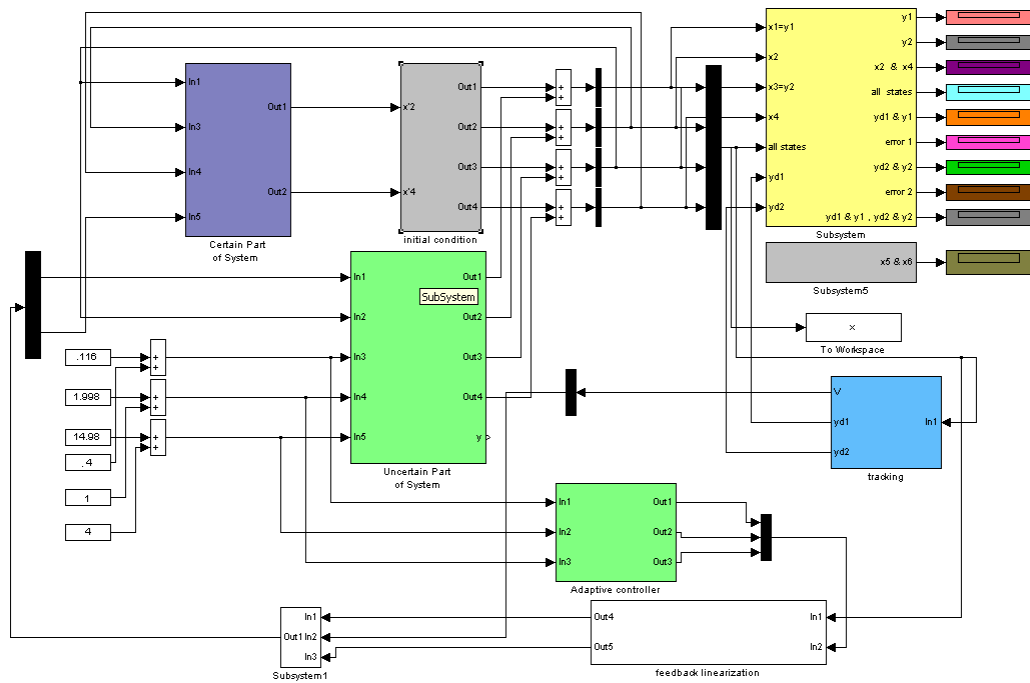 In1
In3
In4
In5
Out1
Out2
Certain Part
of System
x'2
x'4
Out1
Out2
Out3
Out4
initial condition
+
+
+
+
+
+
+
+
x1=y1
x2
x3=y2
x4
all states
yd1
yd2
y1
y2
x2 & x4
all states
yd1 & y1
error 1
yd2 & y2
error 2
yd1 & y1 , yd2 & y2
Subsystem
x5 & x6
Subsystem5
x
To Workspace
In1
In2
In3
In4
In5
SubSystem
Out1
Out2
Out3
Out4
y
Uncertain Part
of System
.116
1.998
14.98
.4
1
4
+
+
+
+
+
+
V
yd1
yd2
In1
tracking
In1
In2
In3
Out1
Out2
Out3
Adaptive controller
Out4
Out5
In1
In2
feedback linearization
In1
Out1 In2
In3
Subsystem1